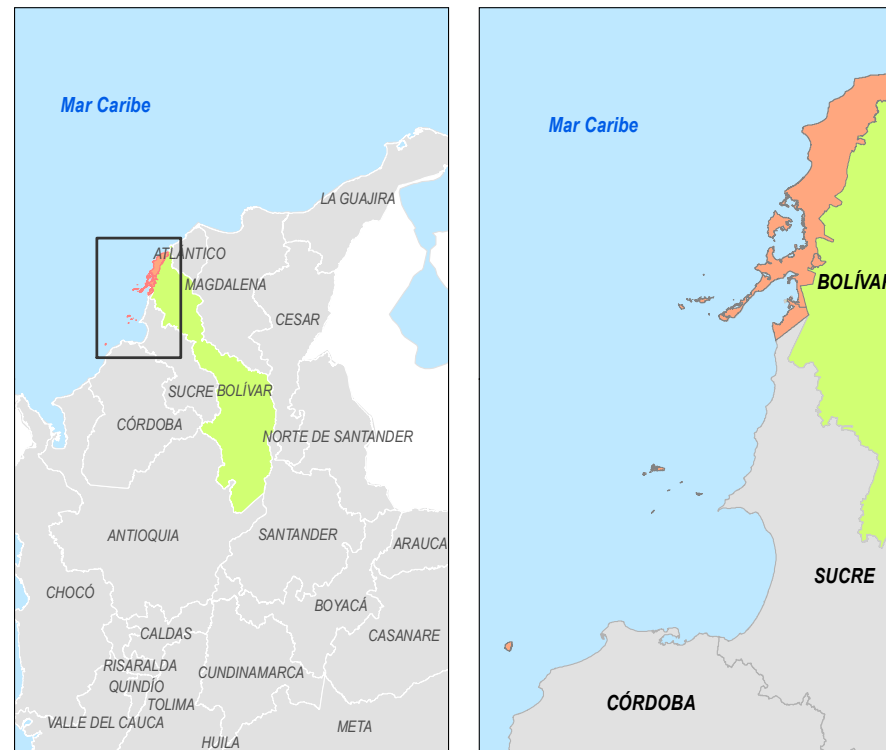 Mar Caribe
LA GUAJIRA
ATLÁNTICO
MAGDALENA
CESAR
SUCRE
BOLÍVAR
CÓRDOBA
NORTE DE SANTANDER
ANTIOQUIA
SANTANDER
ARAUCA
CHOCÓ
BOYACÁ
CALDAS
CASANARE
RISARALDA
CUNDINAMARCA
QUINDÍO
TOLIMA
VALLE DEL CAUCA
META
HUILA
Mar Caribe
BOLÍVAR
SUCRE
CÓRDOBA